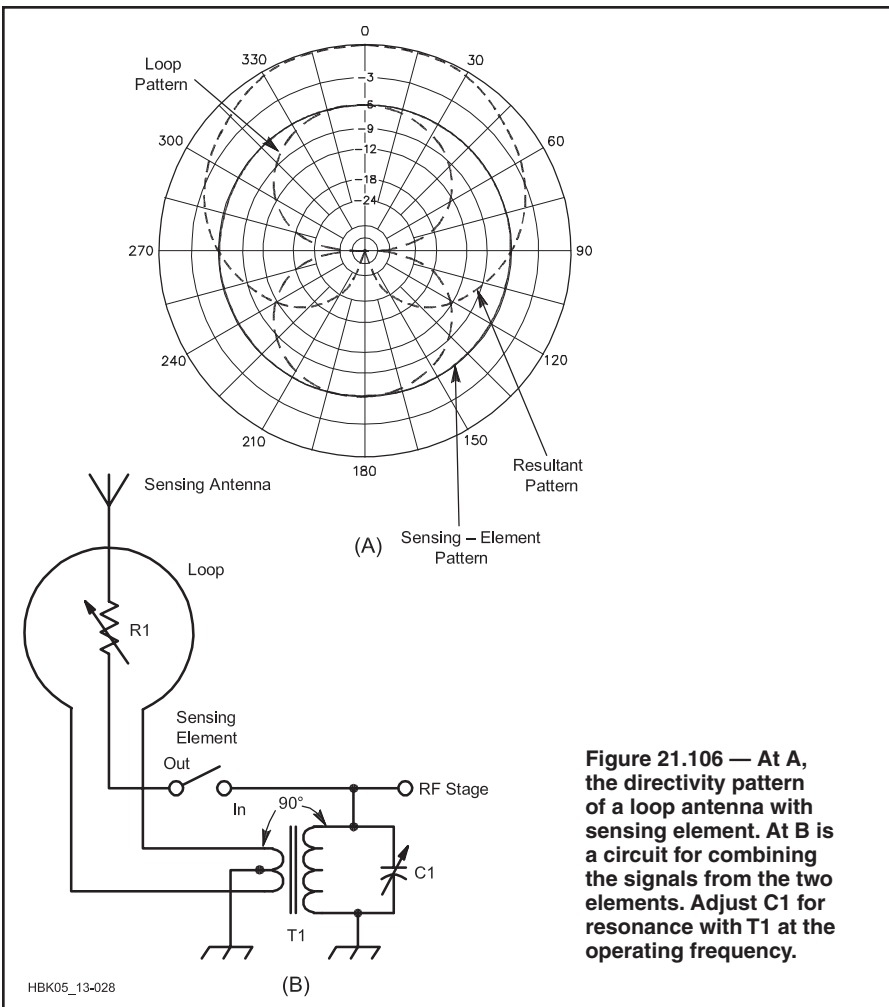 0
330
30
Loop
Pattern
-3
-6
300
-9
60
-12
-18
-24
270
90
240
120
210
150
180
Resultant
Pattern
Sensing Antenna
(A)
Sensing – Element
Pattern
Loop
R1
Sensing
Element
Out
In
RF Stage
90°
C1
T1
Figure 21.106 — At A,
the directivity pattern
of a loop antenna with
sensing element. At B is
a circuit for combining
the signals from the two
elements. Adjust C1 for
resonance with T1 at the
operating frequency.
HBK05_13-028
(B)